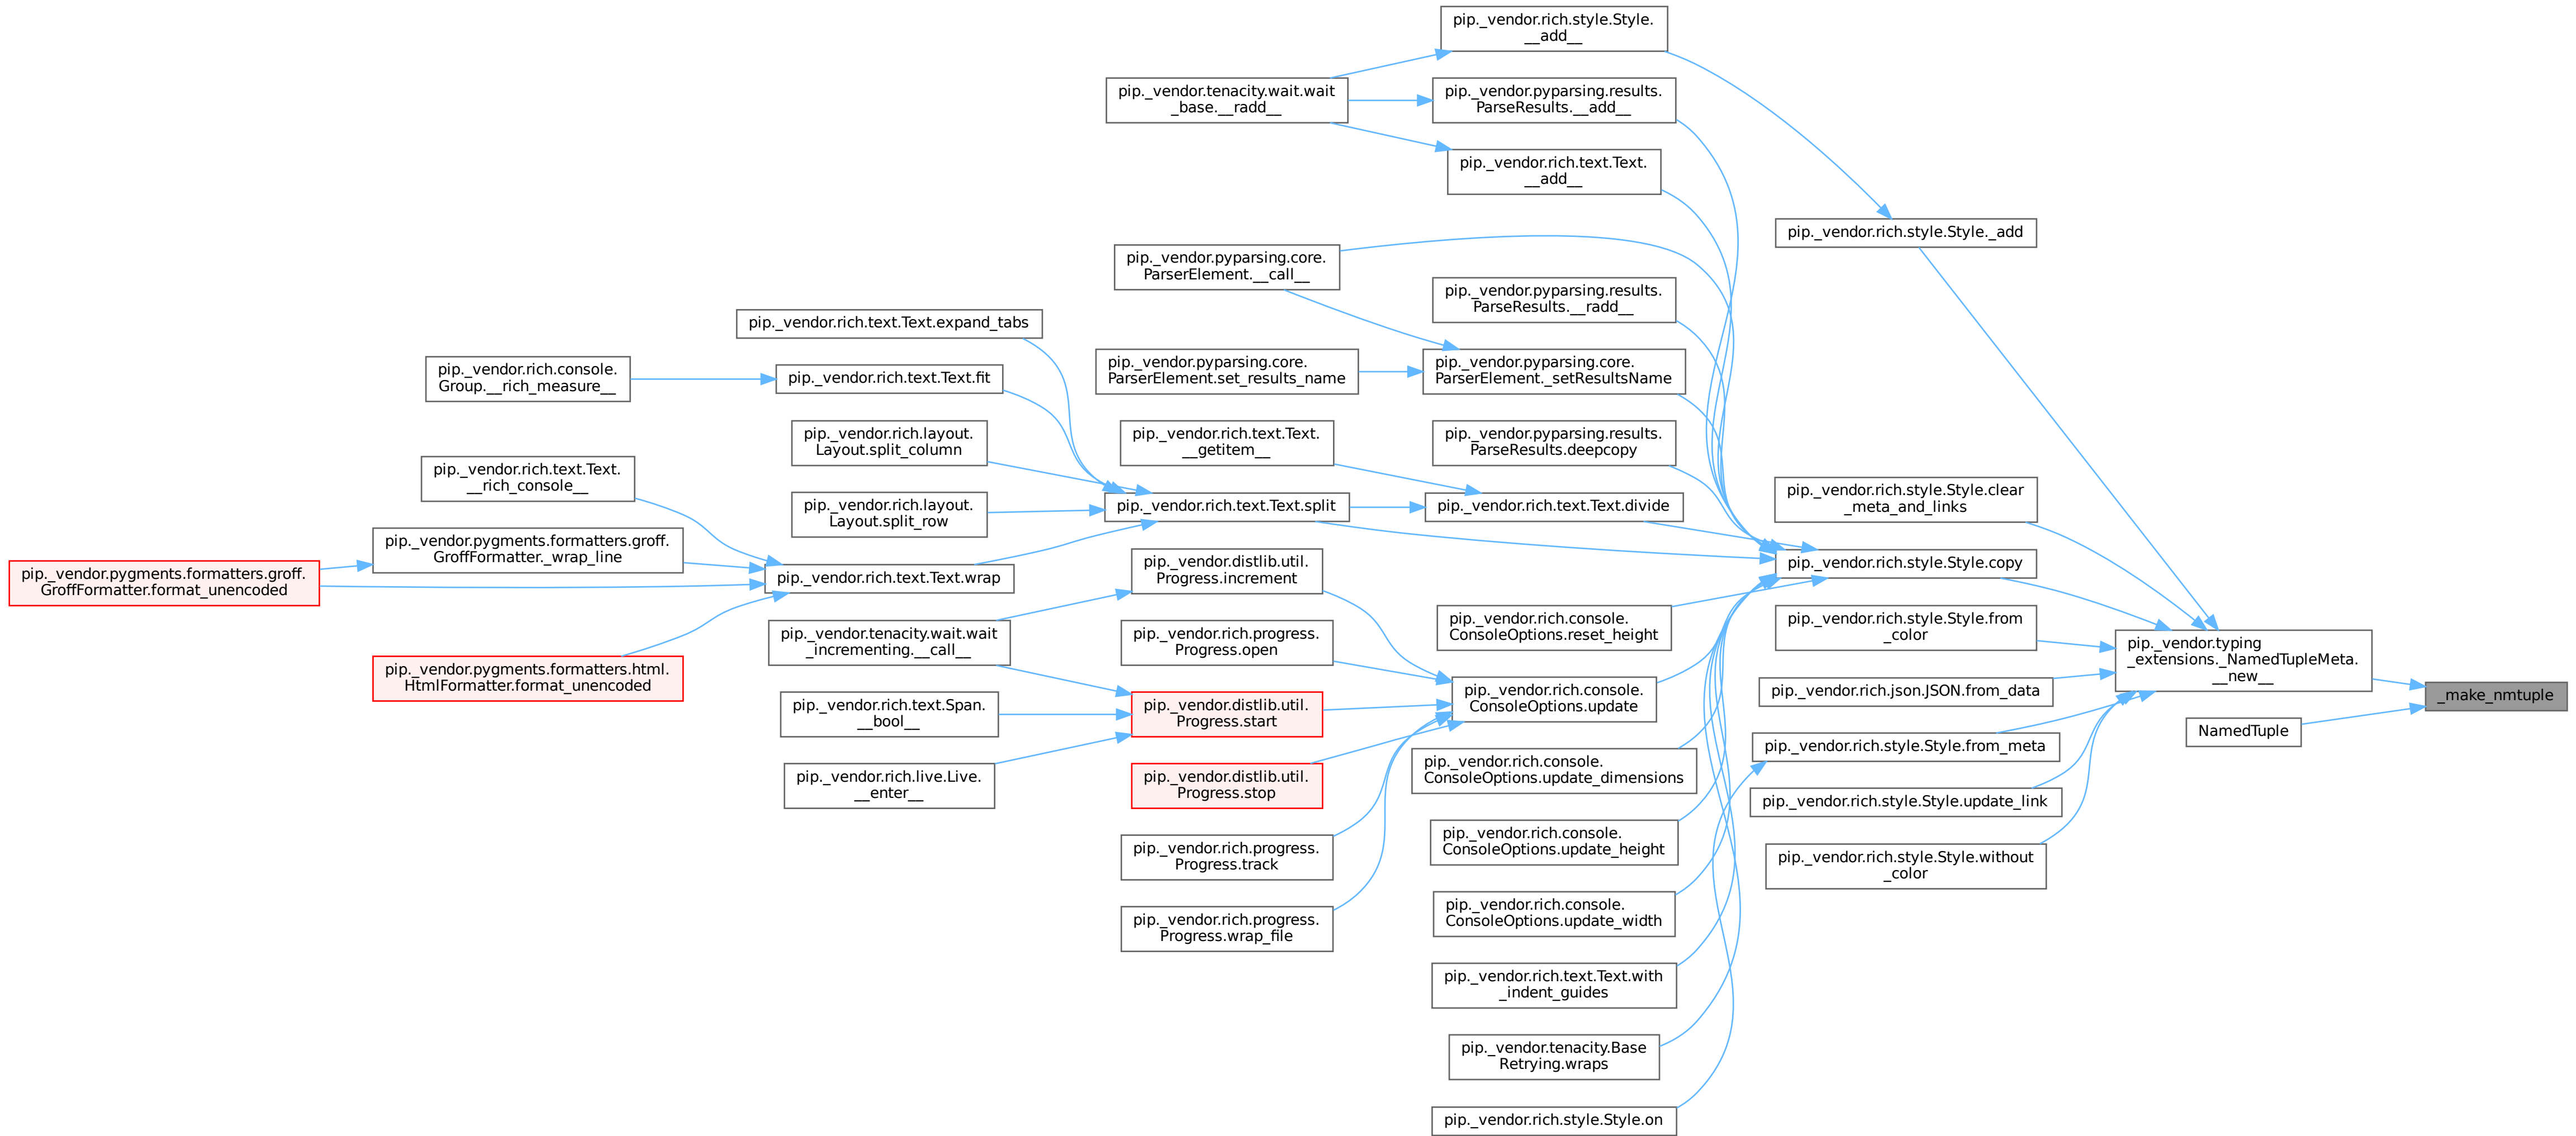 pip._vendor.rich.style.Style.
__add__
pip._vendor.tenacity.wait.wait
_base.__radd__
pip._vendor.pyparsing.results.
ParseResults.__add__
pip._vendor.rich.text.Text.
__add__
pip._vendor.rich.style.Style._add
pip._vendor.pyparsing.core.
ParserElement.__call__
pip._vendor.pyparsing.results.
ParseResults.__radd__
pip._vendor.rich.text.Text.expand_tabs
pip._vendor.rich.console.
Group.__rich_measure__
pip._vendor.rich.text.Text.fit
pip._vendor.pyparsing.core.
ParserElement.set_results_name
pip._vendor.pyparsing.core.
ParserElement._setResultsName
pip._vendor.rich.layout.
Layout.split_column
pip._vendor.rich.text.Text.
__getitem__
pip._vendor.pyparsing.results.
ParseResults.deepcopy
pip._vendor.rich.text.Text.
__rich_console__
pip._vendor.rich.layout.
Layout.split_row
pip._vendor.rich.text.Text.split
pip._vendor.rich.text.Text.divide
pip._vendor.rich.style.Style.clear
_meta_and_links
pip._vendor.pygments.formatters.groff.
GroffFormatter._wrap_line
pip._vendor.pygments.formatters.groff.
GroffFormatter.format_unencoded
pip._vendor.rich.text.Text.wrap
pip._vendor.distlib.util.
Progress.increment
pip._vendor.rich.style.Style.copy
pip._vendor.pygments.formatters.html.
HtmlFormatter.format_unencoded
pip._vendor.tenacity.wait.wait
_incrementing.__call__
pip._vendor.rich.progress.
Progress.open
pip._vendor.rich.console.
ConsoleOptions.reset_height
pip._vendor.rich.style.Style.from
_color
pip._vendor.typing
_extensions._NamedTupleMeta.
__new__
pip._vendor.rich.text.Span.
__bool__
pip._vendor.distlib.util.
Progress.start
pip._vendor.rich.console.
ConsoleOptions.update
pip._vendor.rich.json.JSON.from_data
_make_nmtuple
NamedTuple
pip._vendor.rich.live.Live.
__enter__
pip._vendor.distlib.util.
Progress.stop
pip._vendor.rich.console.
ConsoleOptions.update_dimensions
pip._vendor.rich.style.Style.from_meta
pip._vendor.rich.style.Style.update_link
pip._vendor.rich.progress.
Progress.track
pip._vendor.rich.console.
ConsoleOptions.update_height
pip._vendor.rich.style.Style.without
_color
pip._vendor.rich.progress.
Progress.wrap_file
pip._vendor.rich.console.
ConsoleOptions.update_width
pip._vendor.rich.text.Text.with
_indent_guides
pip._vendor.tenacity.Base
Retrying.wraps
pip._vendor.rich.style.Style.on